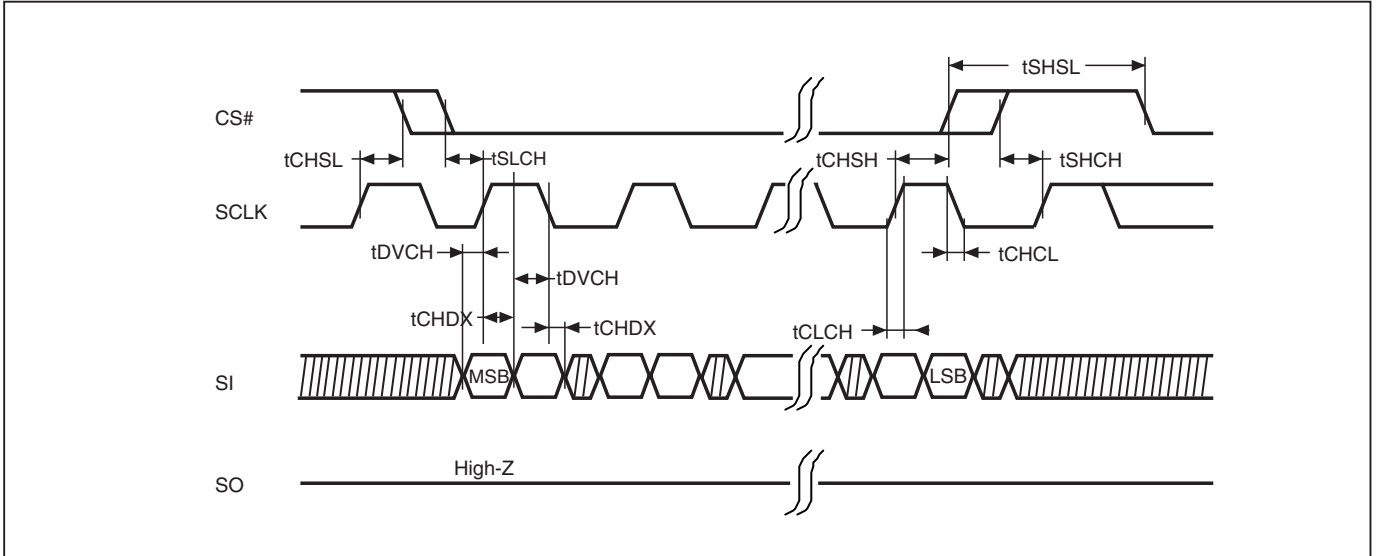 tSHSL
CS#
tCHSL
tSLCH
tCHSH
tSHCH
SCLK
tDVCH
tCHCL
tDVCH
tCHDX
tCHDX
tCLCH
SI
MSB
LSB
High-Z
SO